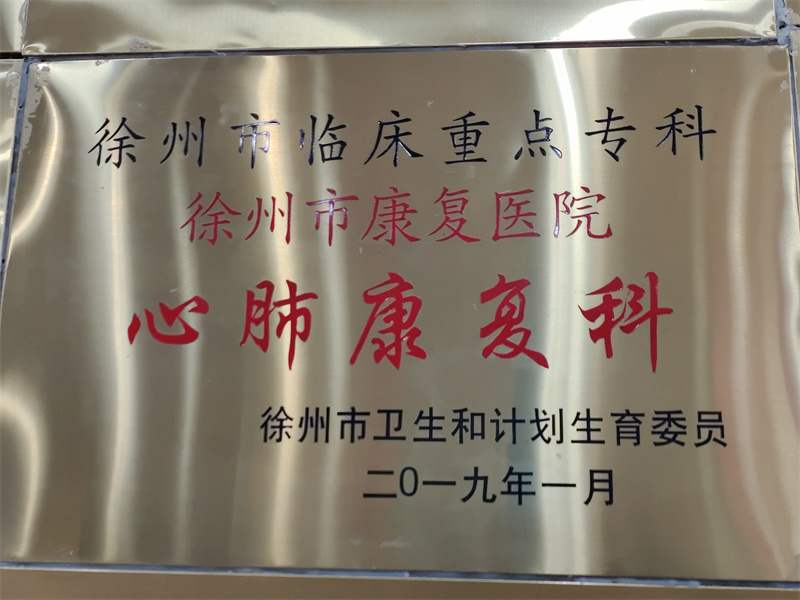 徐州市临床重点专科
徐州市康复医院
心肺康复科
徐州市卫生和计划生育委员
二0一九年一月